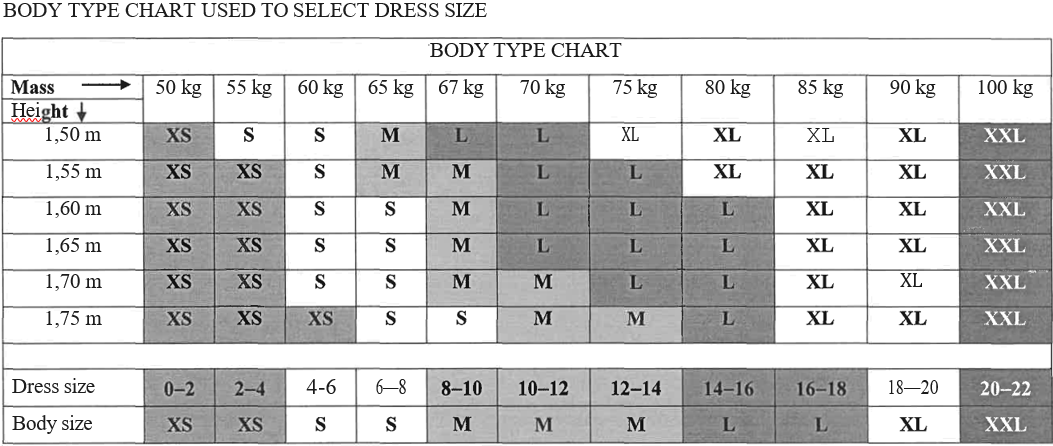 BODY TYPE CHART USED TO SELECT DRESS SIZE
BODY TYPE CHART
Mass 50 kg 55 kg 60 kg 65 kg 67 kg 70 kg 75 kg 80 kg 85 kg 90 kg 100 kg
Height
1,50 m XS S S M L L XL XL XL XL XXL
1,55 m XS XS S M M L L XL XL XL XXL
1,60 m XS XS S S M L L L XL XL XXL
1,65 m XS XS S S M L L L XL XL XXL
1,70 m XS XS S S M M L L XL XL XXL
1,75 m XS XS XS S S M M L XL XL XXL
Dress size 0–2 2–4 4-6 6—8 8–10 10–12 12–14 14–16 16–18 18—20 20–22
Body size XS XS S S M M M L L XL XXL